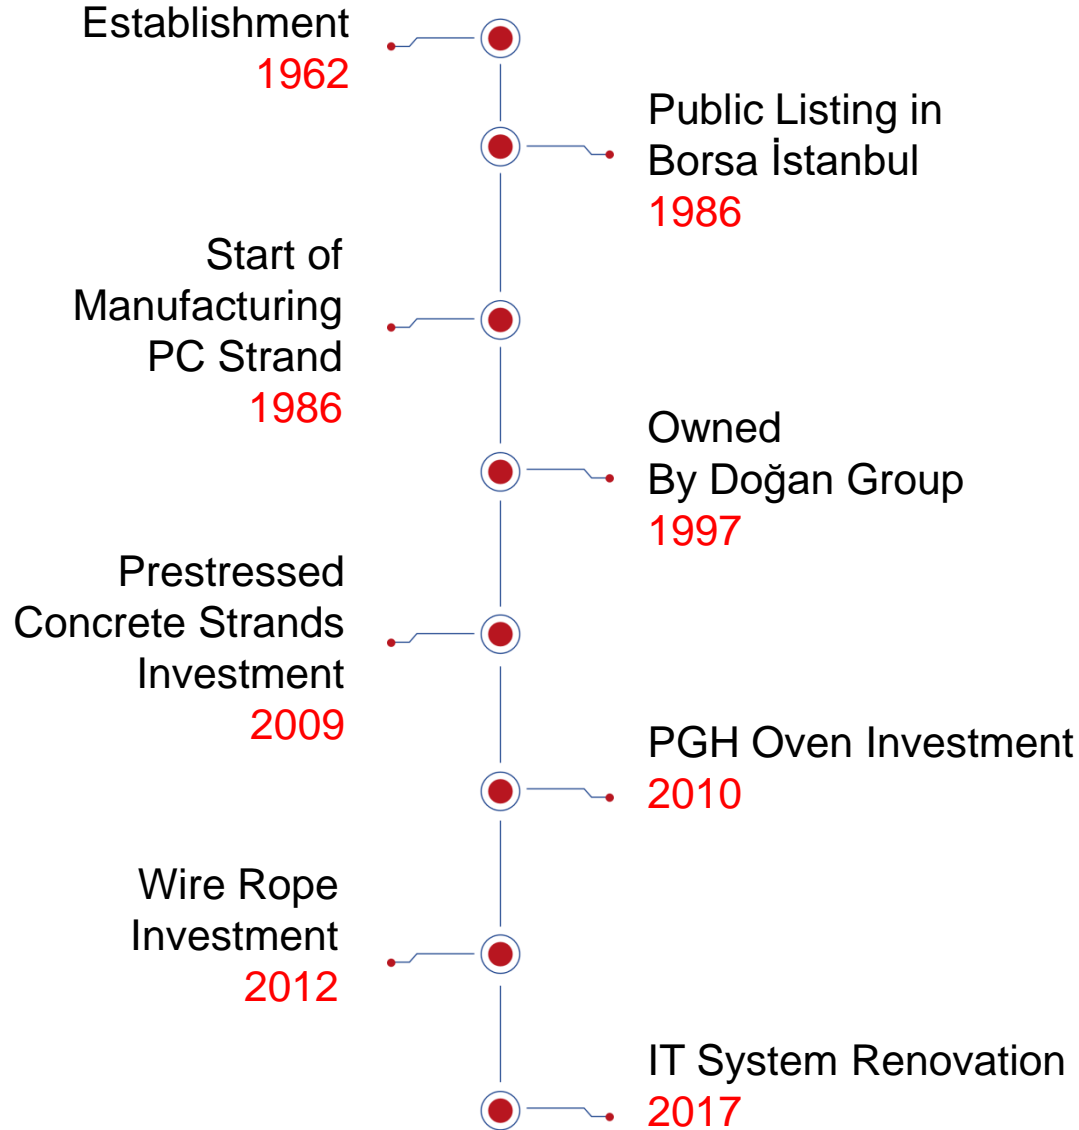 Establishment
1962
Public Listing in
Borsa İstanbul
1986
Start of
Manufacturing
PC Strand
1986
Owned
By Doğan Group
1997
Prestressed
Concrete Strands
Investment
2009
PGH Oven Investment
2010
Wire Rope
Investment
2012
IT System Renovation
2017